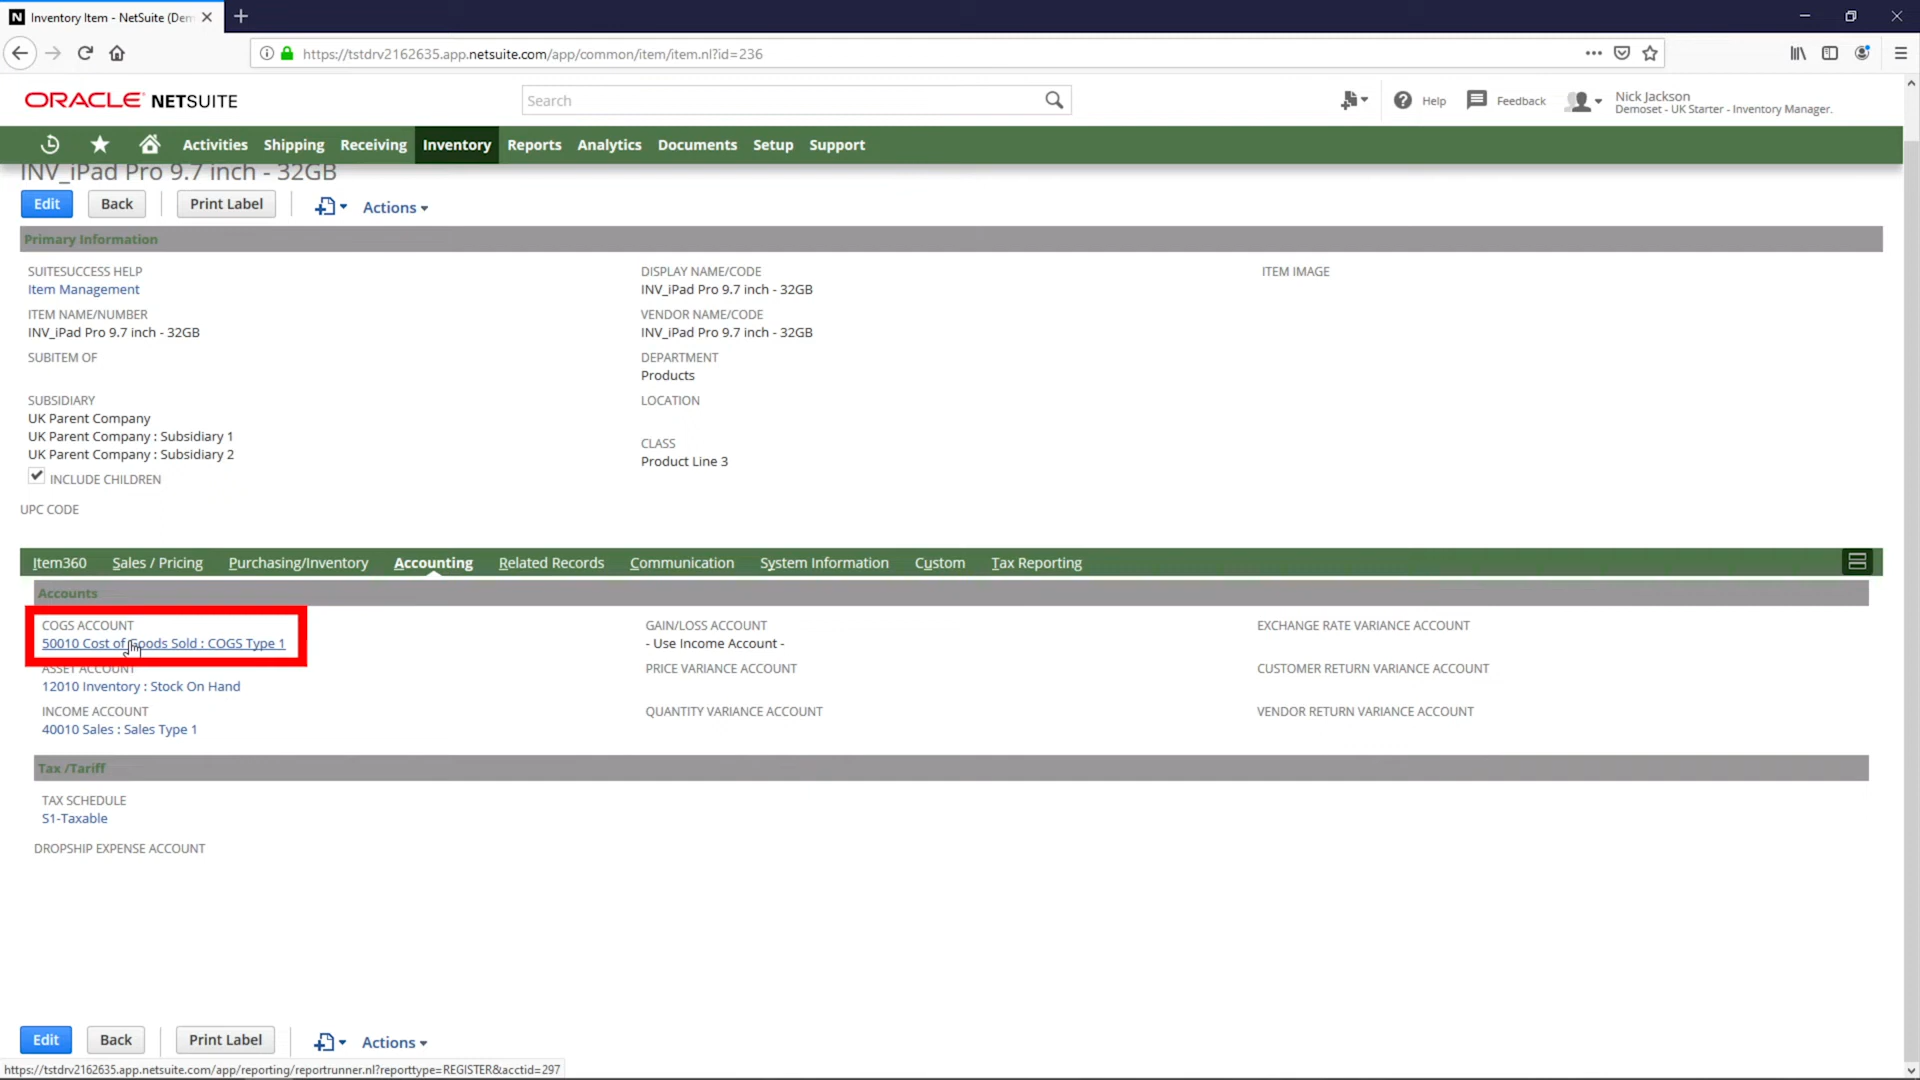 Inventory Item - NetSuite (Dem
https://tstdrv2162635.app.netsuite.com/app/common/item/item.nl?id=236
ORACLE NETSUITE
Search
Help
Feedback
Nick Jackson
Demoset - UK Starter - Inventory Manager.
Activities Shipping Receiving Inventory Reports Analytics Documents Setup Support
INV_iPad Pro 9.7 inch - 32GB
Edit Back Print Label Actions
Primary Information
SUITESUCCESS HELP
Item Management
ITEM NAME/NUMBER
INV_iPad Pro 9.7 inch - 32GB
SUBITEM OF
SUBSIDIARY
UK Parent Company
UK Parent Company : Subsidiary 1
UK Parent Company : Subsidiary 2
INCLUDE CHILDREN
UPC CODE
DISPLAY NAME/CODE
INV_iPad Pro 9.7 inch - 32GB
VENDOR NAME/CODE
INV_iPad Pro 9.7 inch - 32GB
DEPARTMENT
Products
LOCATION
CLASS
Product Line 3
ITEM IMAGE
Item360 Sales / Pricing Purchasing/Inventory Accounting Related Records Communication System Information Custom Tax Reporting
Accounts
COGS ACCOUNT
50010 Cost of Goods Sold : COGS Type 1
ASSET ACCOUNT
12010 Inventory : Stock On Hand
INCOME ACCOUNT
40010 Sales : Sales Type 1
GAIN/LOSS ACCOUNT
- Use Income Account -
PRICE VARIANCE ACCOUNT
QUANTITY VARIANCE ACCOUNT
EXCHANGE RATE VARIANCE ACCOUNT
CUSTOMER RETURN VARIANCE ACCOUNT
VENDOR RETURN VARIANCE ACCOUNT
Tax /Tariff
TAX SCHEDULE
S1-Taxable
DROPSHIP EXPENSE ACCOUNT
Edit Back Print Label Actions
https://tstdrv2162635.app.netsuite.com/app/reporting/reportrunner.nl?reporttype=REGISTER&acctid=297